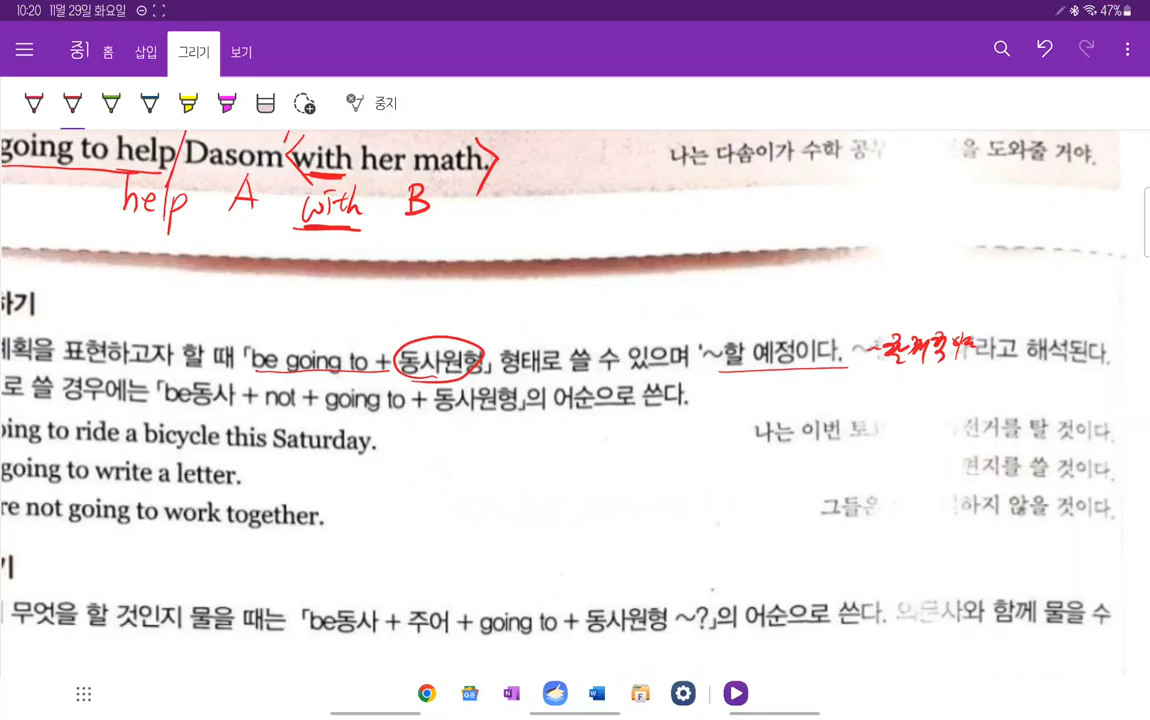 10:20 11월 29일 화요일 47%
중1 홈 삽입 그리기 보기
중지
going to help Dasom with her math. 나는 다솜이가 수학 을 도와줄 거야.
help A with B
하기
계획을 표현하고자 할 때 「be going to + 동사원형」 형태로 쓸 수 있으며 '~할 예정이다, 라고 해석된다.
로 쓸 경우에는 「be동사 + not + going to + 동사원형」의 어순으로 쓴다.
ing to ride a bicycle this Saturday. 나는 이번 전거를 탈 것이다.
going to write a letter. 편지를 쓸 것이다.
re not going to work together. 그들은 하지 않을 것이다.
기
무엇을 할 것인지 물을 때는 「be동사 + 주어 + going to + 동사원형 ~?」의 어순으로 쓴다. 의문사와 함께 물을 수